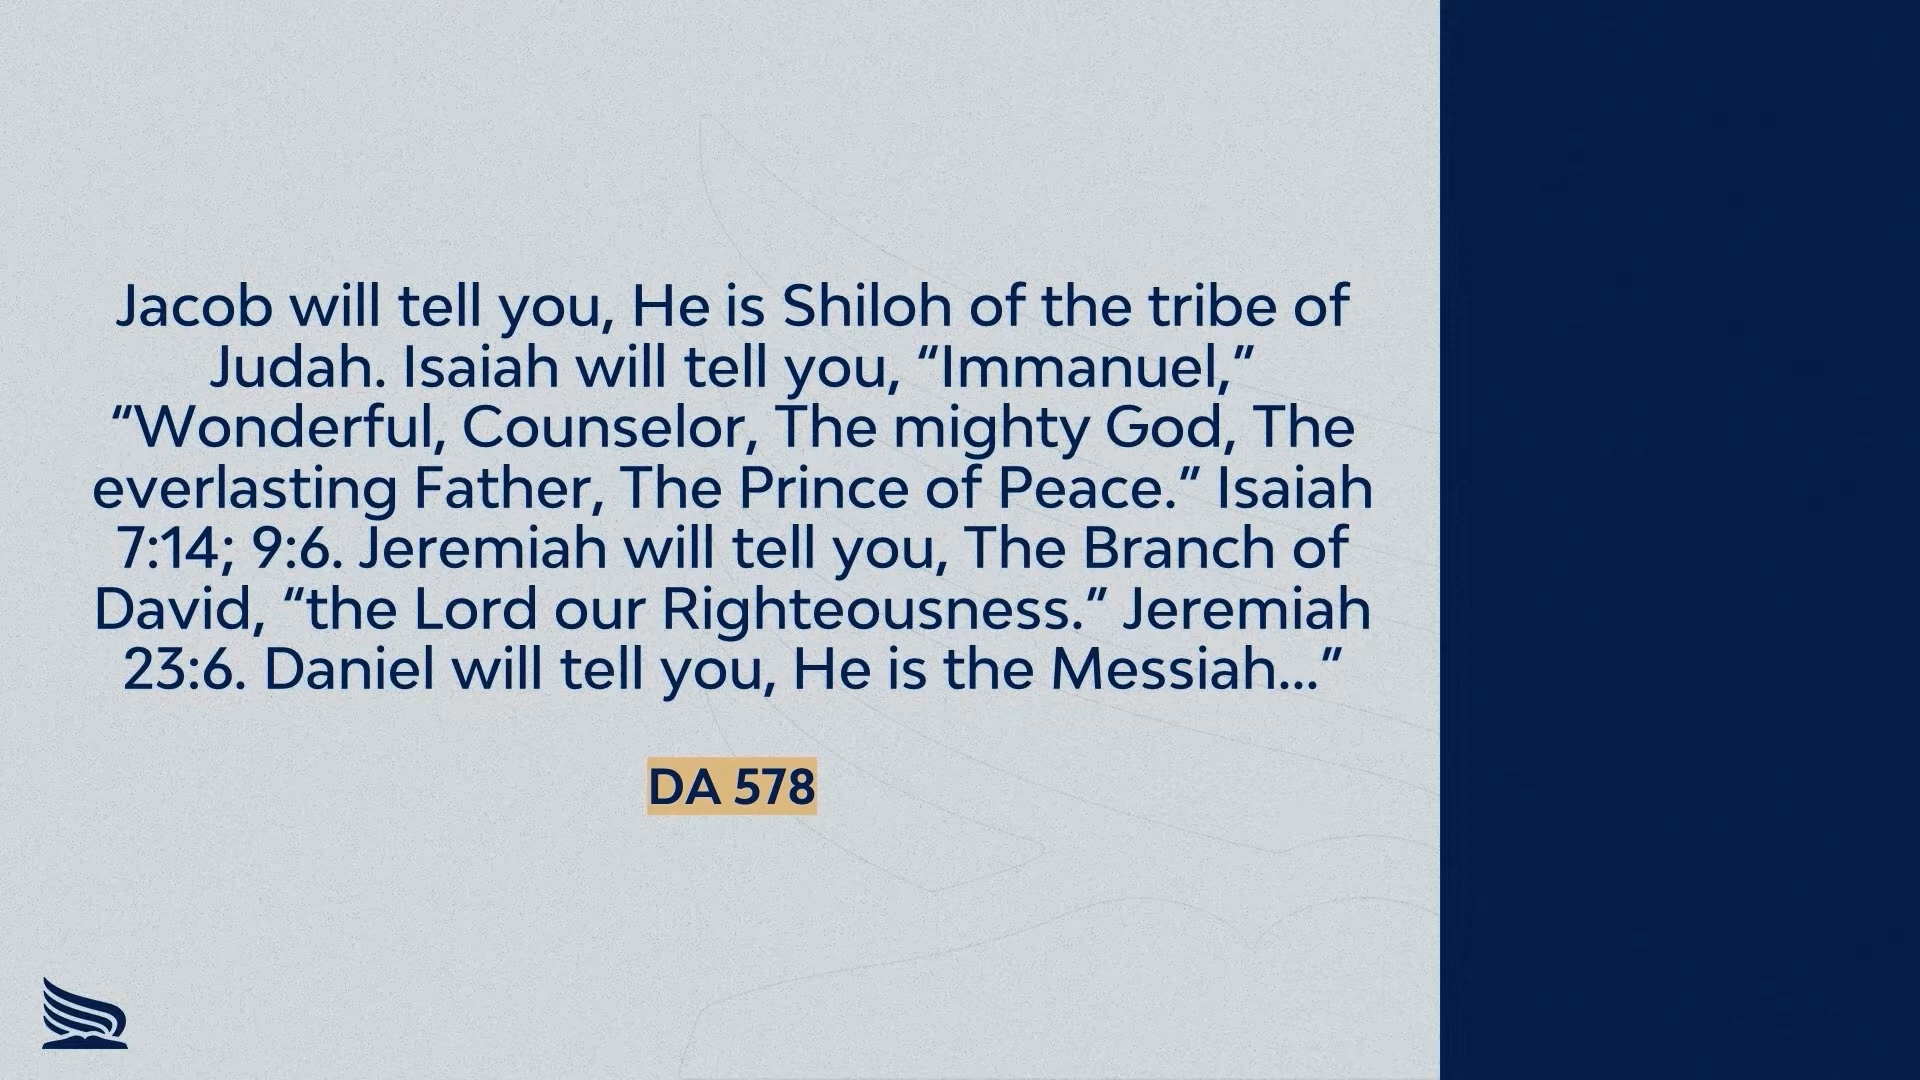 Jacob will tell you, He is Shiloh of the tribe of
Judah. Isaiah will tell you, “Immanuel,”
“Wonderful, Counselor, The mighty God, The
everlasting Father, The Prince of Peace.” Isaiah
7:14; 9:6. Jeremiah will tell you, The Branch of
David, “the Lord our Righteousness.” Jeremiah
23:6. Daniel will tell you, He is the Messiah...”
DA 578